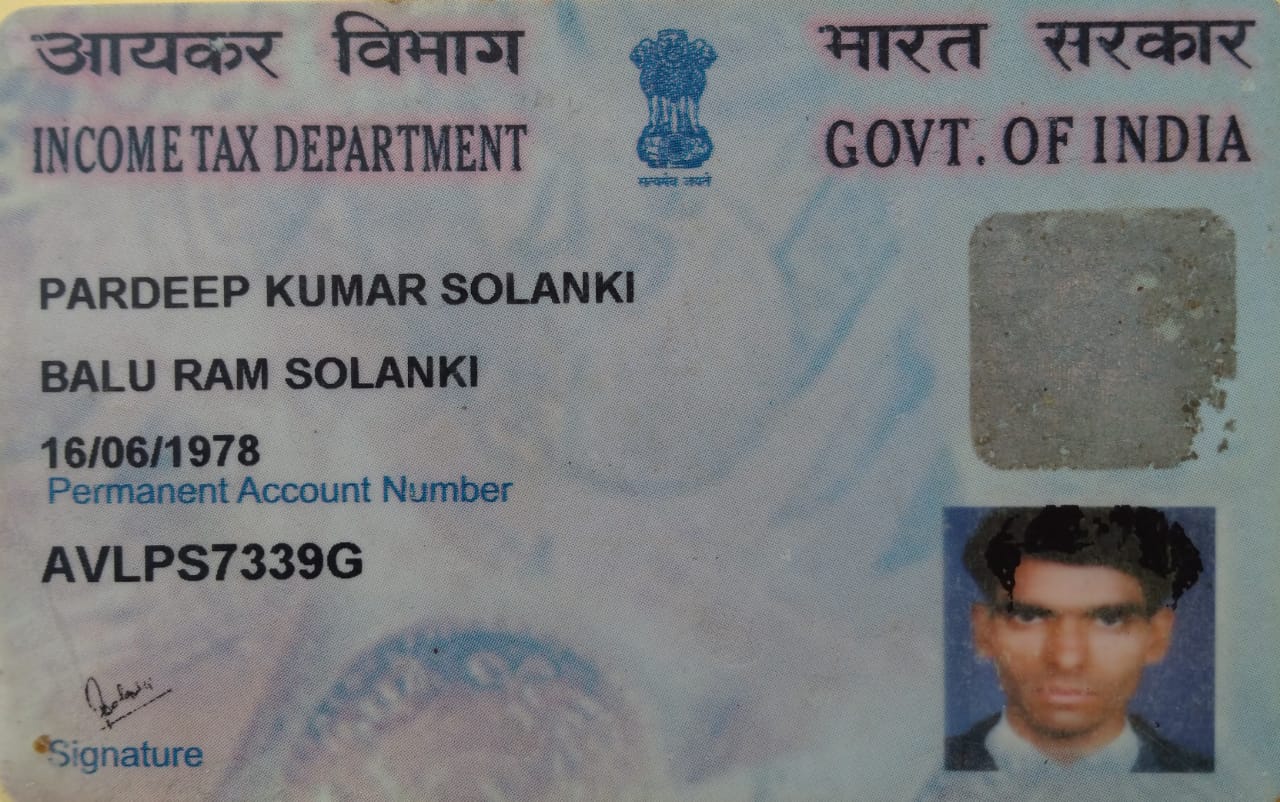 आयकर विभाग
INCOME TAX DEPARTMENT
सत्यमेव जयते
भारत सरकार
GOVT. OF INDIA
PARDEEP KUMAR SOLANKI
BALU RAM SOLANKI
16/06/1978
Permanent Account Number
AVLPS7339G
Signature